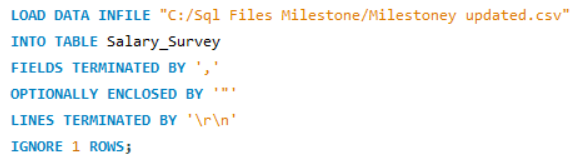 LOAD DATA INFILE "C:/Sql Files Milestone/Milestoney updated.csv"
INTO TABLE Salary_Survey
FIELDS TERMINATED BY ','
OPTIONALLY ENCLOSED BY '"'
LINES TERMINATED BY '\r\n'
IGNORE 1 ROWS;